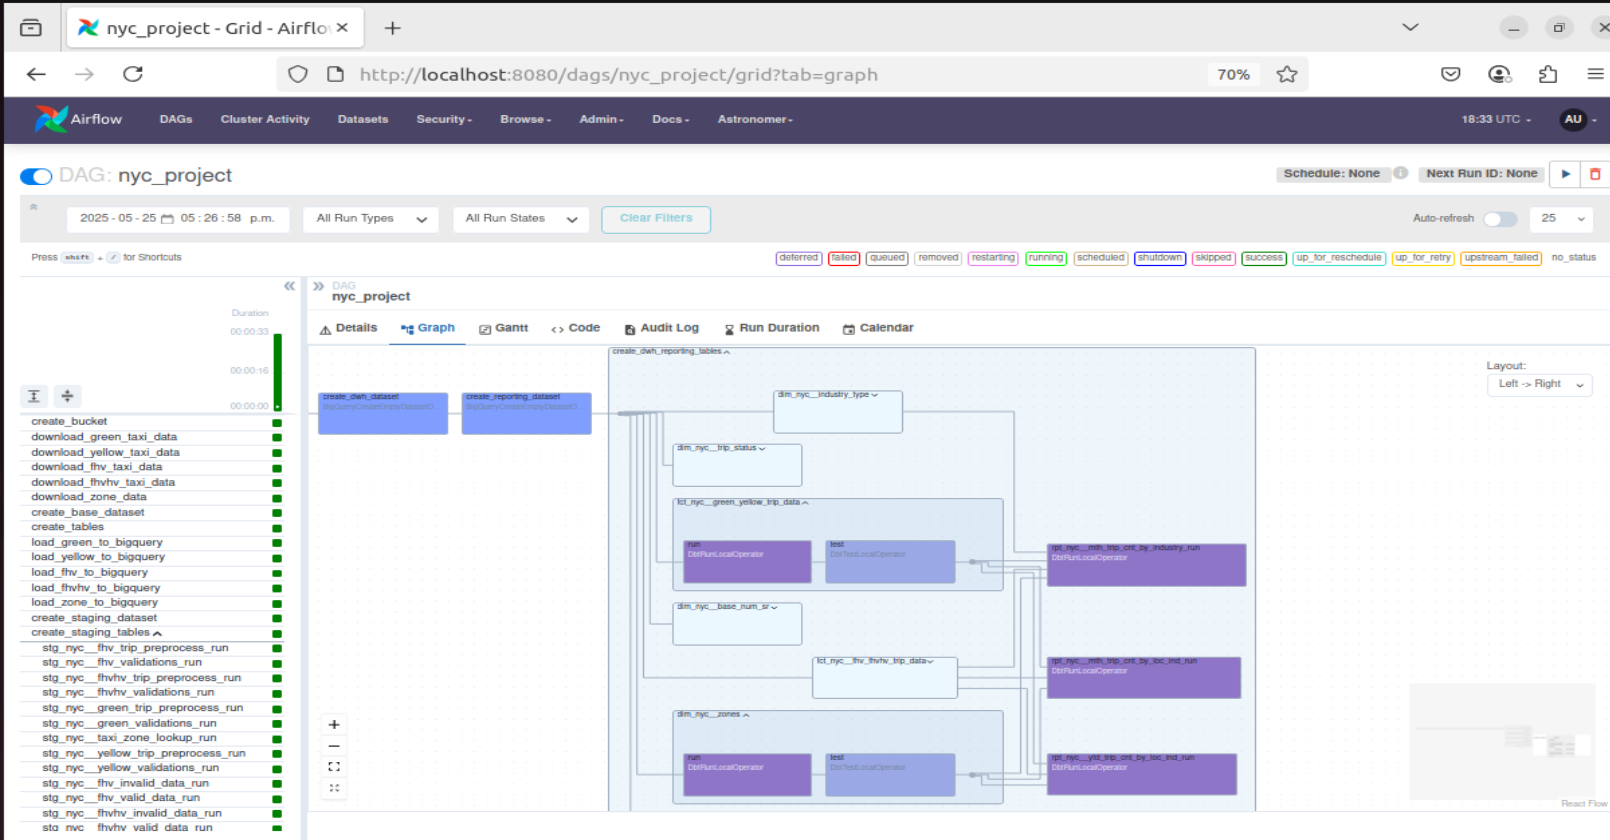 nyc_project - Grid - Airflo
http://localhost:8080/dags/nyc_project/grid?tab=graph
70%
Airflow
DAGs
Cluster Activity
Datasets
Security
Browse
Admin
Docs
Astronomer
18:33 UTC
AU
DAG: nyc_project
Schedule: None
Next Run ID: None
2025-05-25 05:26:58 p.m.
All Run Types
All Run States
Clear Filters
Auto-refresh
25
Press shift + / for Shortcuts
deferred
failed
queued
removed
restarting
running
scheduled
shutdown
skipped
success
up_for_reschedule
up_for_retry
upstream_failed
no_status
DAG
nyc_project
Duration
00:00:33
00:00:16
00:00:00
Details
Graph
Gantt
Code
Audit Log
Run Duration
Calendar
create_bucket
download_green_taxi_data
download_yellow_taxi_data
download_fhv_taxi_data
download_fhvhv_taxi_data
download_zone_data
create_base_dataset
create_tables
load_green_to_bigquery
load_yellow_to_bigquery
load_fhv_to_bigquery
load_fhvhv_to_bigquery
load_zone_to_bigquery
create_staging_dataset
create_staging_tables
stg_nyc__fhv_trip_preprocess_run
stg_nyc__fhv_validations_run
stg_nyc__fhvhv_trip_preprocess_run
stg_nyc__fhvhv_validations_run
stg_nyc__green_trip_preprocess_run
stg_nyc__green_validations_run
stg_nyc__taxi_zone_lookup_run
stg_nyc__yellow_trip_preprocess_run
stg_nyc__yellow_validations_run
stg_nyc__fhv_invalid_data_run
stg_nyc__fhv_valid_data_run
stg_nyc__fhvhv_invalid_data_run
stg_nyc__fhvhv_valid_data_run
create_dwh_dataset
BigQueryCreateEmptyDatasetO...
create_reporting_dataset
BigQueryCreateEmptyDatasetO...
create_dwh_reporting_tables
dim_nyc__industry_type
dim_nyc__trip_status
fct_nyc__green_yellow_trip_data
run
DbtRunLocalOperator
test
DbtTestLocalOperator
dim_nyc__base_num_sr
fct_nyc__fhv_fhvhv_trip_data
dim_nyc__zones
run
DbtRunLocalOperator
test
DbtTestLocalOperator
rpt_nyc__mth_trip_cnt_by_industry_run
DbtRunLocalOperator
rpt_nyc__mth_trip_cnt_by_loc_ind_run
DbtRunLocalOperator
rpt_nyc__ytd_trip_cnt_by_loc_ind_run
DbtRunLocalOperator
Layout:
Left -> Right
React Flow